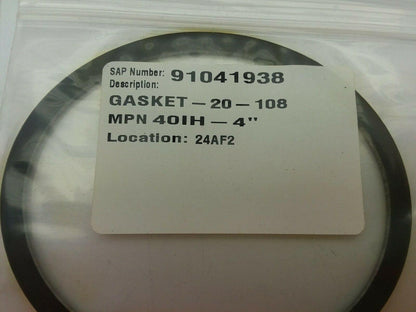 SAP Number: 91041938
Description:
GASKET-20-108
MPN 40IH-4"
Location: 24AF2